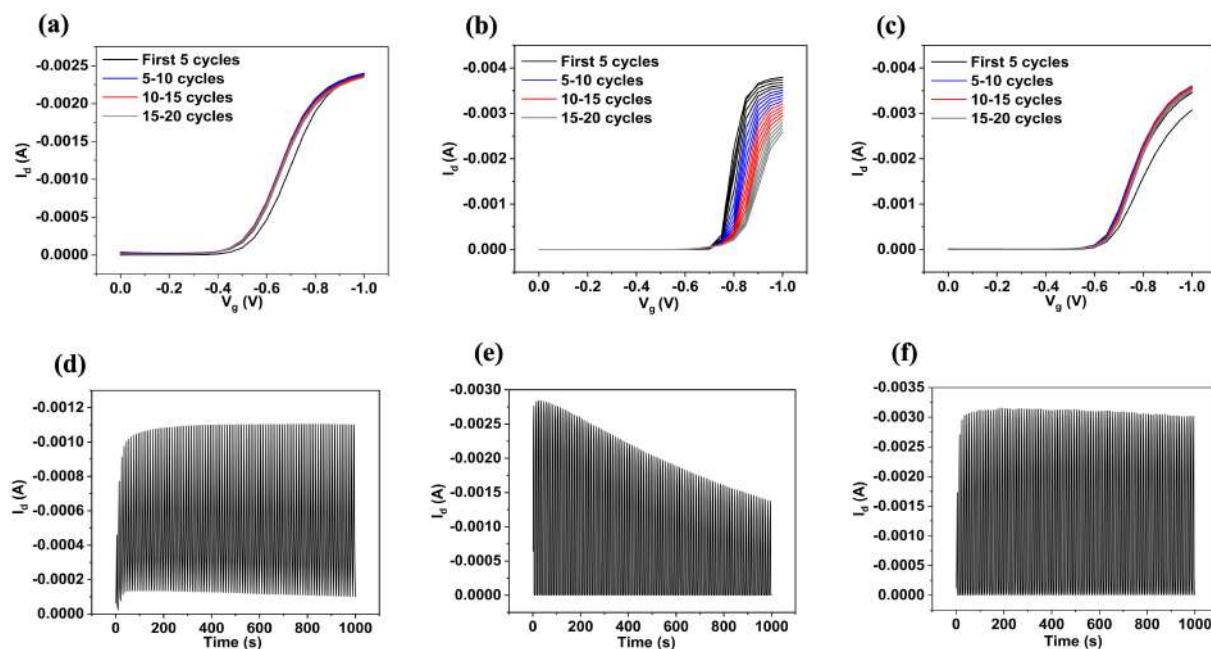 (a)
-0.0025
-0.0020
-0.0015
-0.0010
-0.0005
0.0000
I_d (A)
First 5 cycles
5-10 cycles
10-15 cycles
15-20 cycles
0.0 -0.2 -0.4 -0.6 -0.8 -1.0
V_g (V)
(b)
-0.004
-0.003
-0.002
-0.001
0.000
I_d (A)
First 5 cycles
5-10 cycles
10-15 cycles
15-20 cycles
0.0 -0.2 -0.4 -0.6 -0.8 -1.0
V_g (V)
(c)
-0.004
-0.003
-0.002
-0.001
0.000
I_d (A)
First 5 cycles
5-10 cycles
10-15 cycles
15-20 cycles
0.0 -0.2 -0.4 -0.6 -0.8 -1.0
V_g (V)
(d)
-0.0012
-0.0010
-0.0008
-0.0006
-0.0004
-0.0002
0.0000
I_d (A)
0 200 400 600 800 1000
Time (s)
(e)
-0.0030
-0.0025
-0.0020
-0.0015
-0.0010
-0.0005
0.0000
I_d (A)
0 200 400 600 800 1000
Time (s)
(f)
-0.0035
-0.0030
-0.0025
-0.0020
-0.0015
-0.0010
-0.0005
0.0000
I_d (A)
0 200 400 600 800 1000
Time (s)